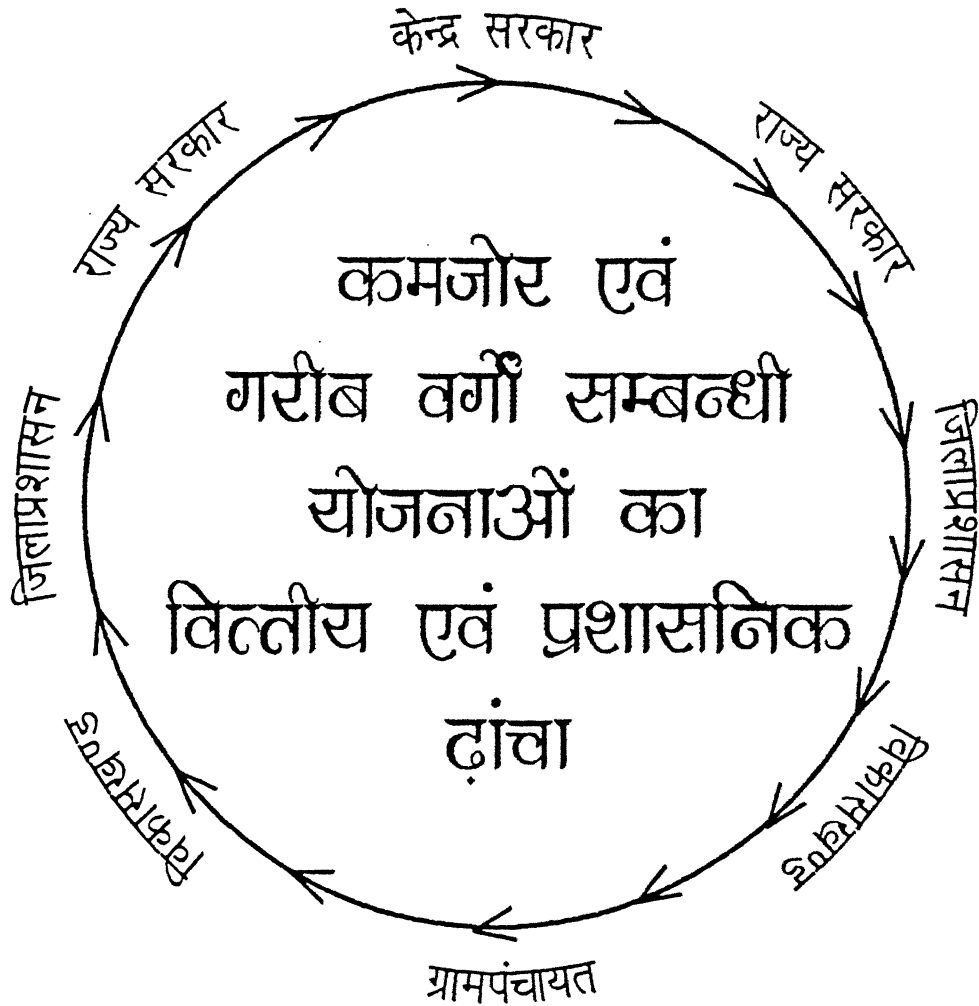 केन्द्र सरकार
राज्य सरकार
राज्य सरकार
कमजोर एवं
गरीब वर्गों सम्बन्धी
योजनाओं का
वित्तीय एवं प्रशासनिक
ढ़ांचा
जिलाप्रशासन
जिलाप्रशासन
विकासखण्ड
विकासखण्ड
ग्रामपंचायत